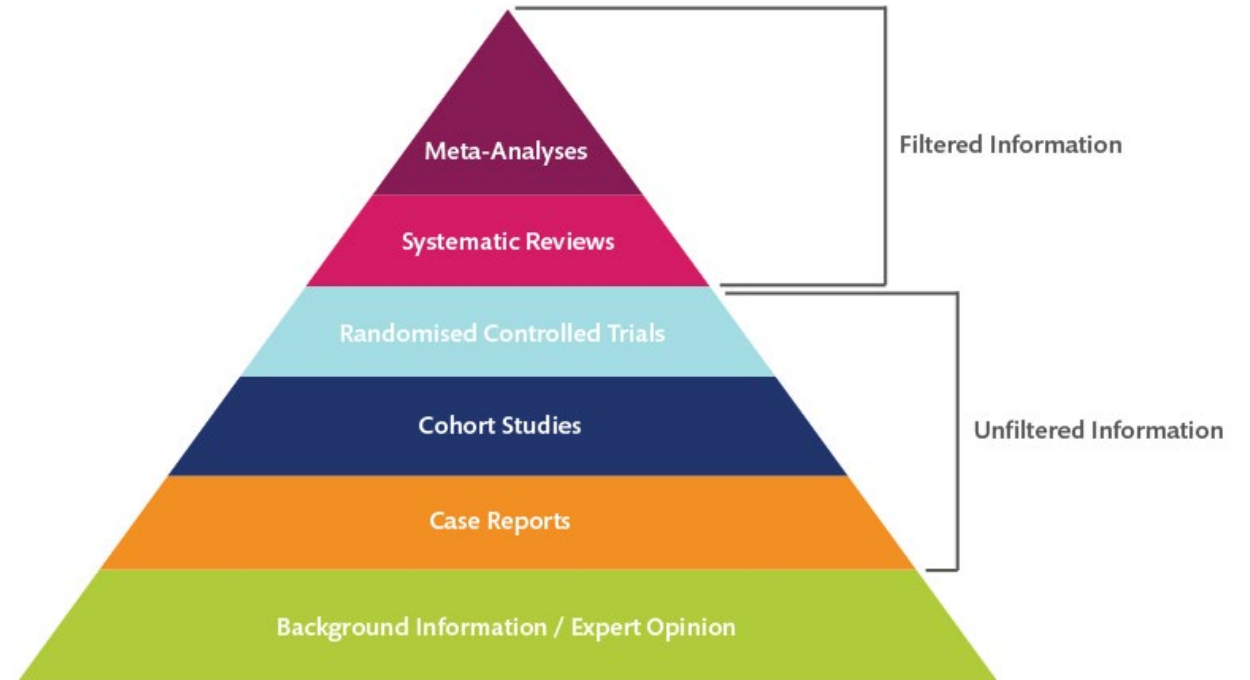 Meta-Analyses
Filtered Information
Systematic Reviews
Randomised Controlled Trials
Cohort Studies
Unfiltered Information
Case Reports
Background Information / Expert Opinion